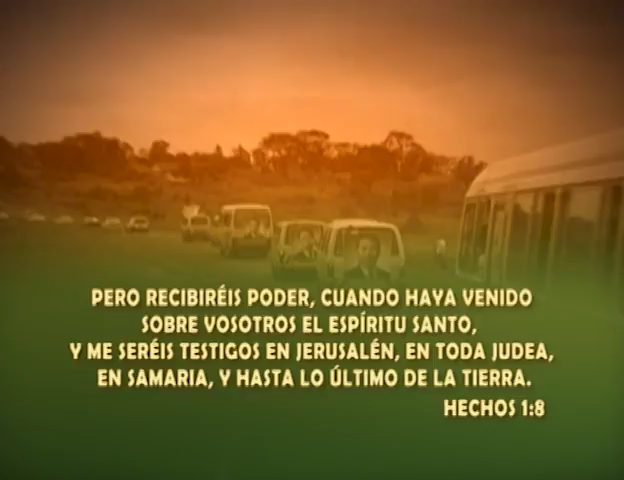 PERO RECIBIRÉIS PODER, CUANDO HAYA VENIDO
SOBRE VOSOTROS EL ESPÍRITU SANTO,
Y ME SERÉIS TESTIGOS EN JERUSALÉN, EN TODA JUDEA,
EN SAMARIA, Y HASTA LO ÚLTIMO DE LA TIERRA.
HECHOS 1:8